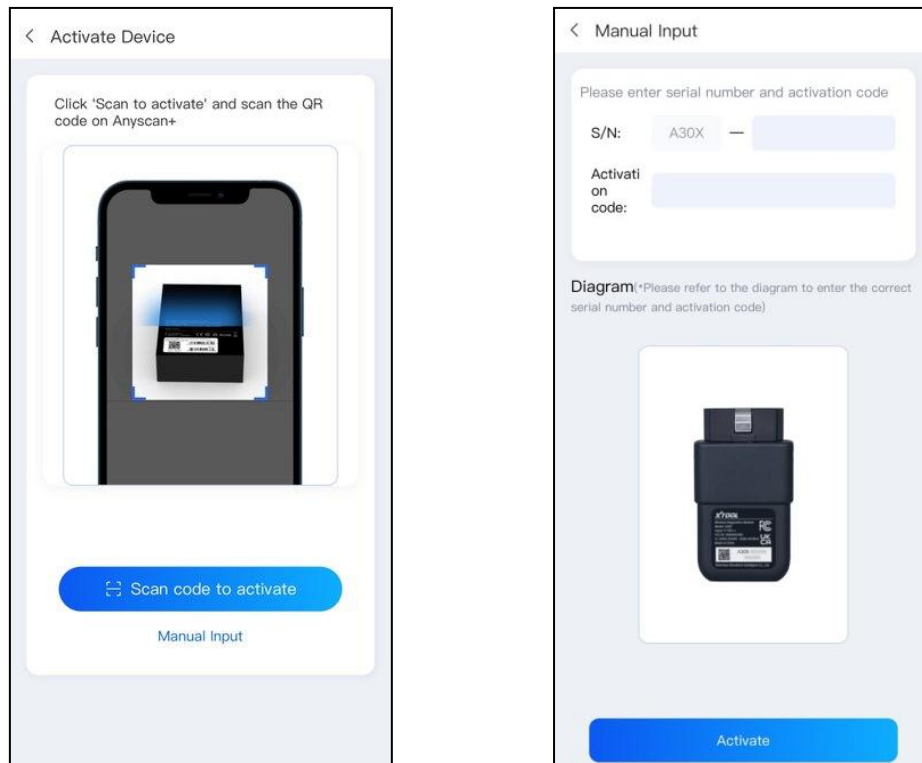 Activate Device
Click 'Scan to activate' and scan the QR
code on Anyscan+
Scan code to activate
Manual Input
Manual Input
Please enter serial number and activation code
S/N: A30X —
Activati
on
code:
Diagram(*Please refer to the diagram to enter the correct
serial number and activation code)
XTOOL
Activate